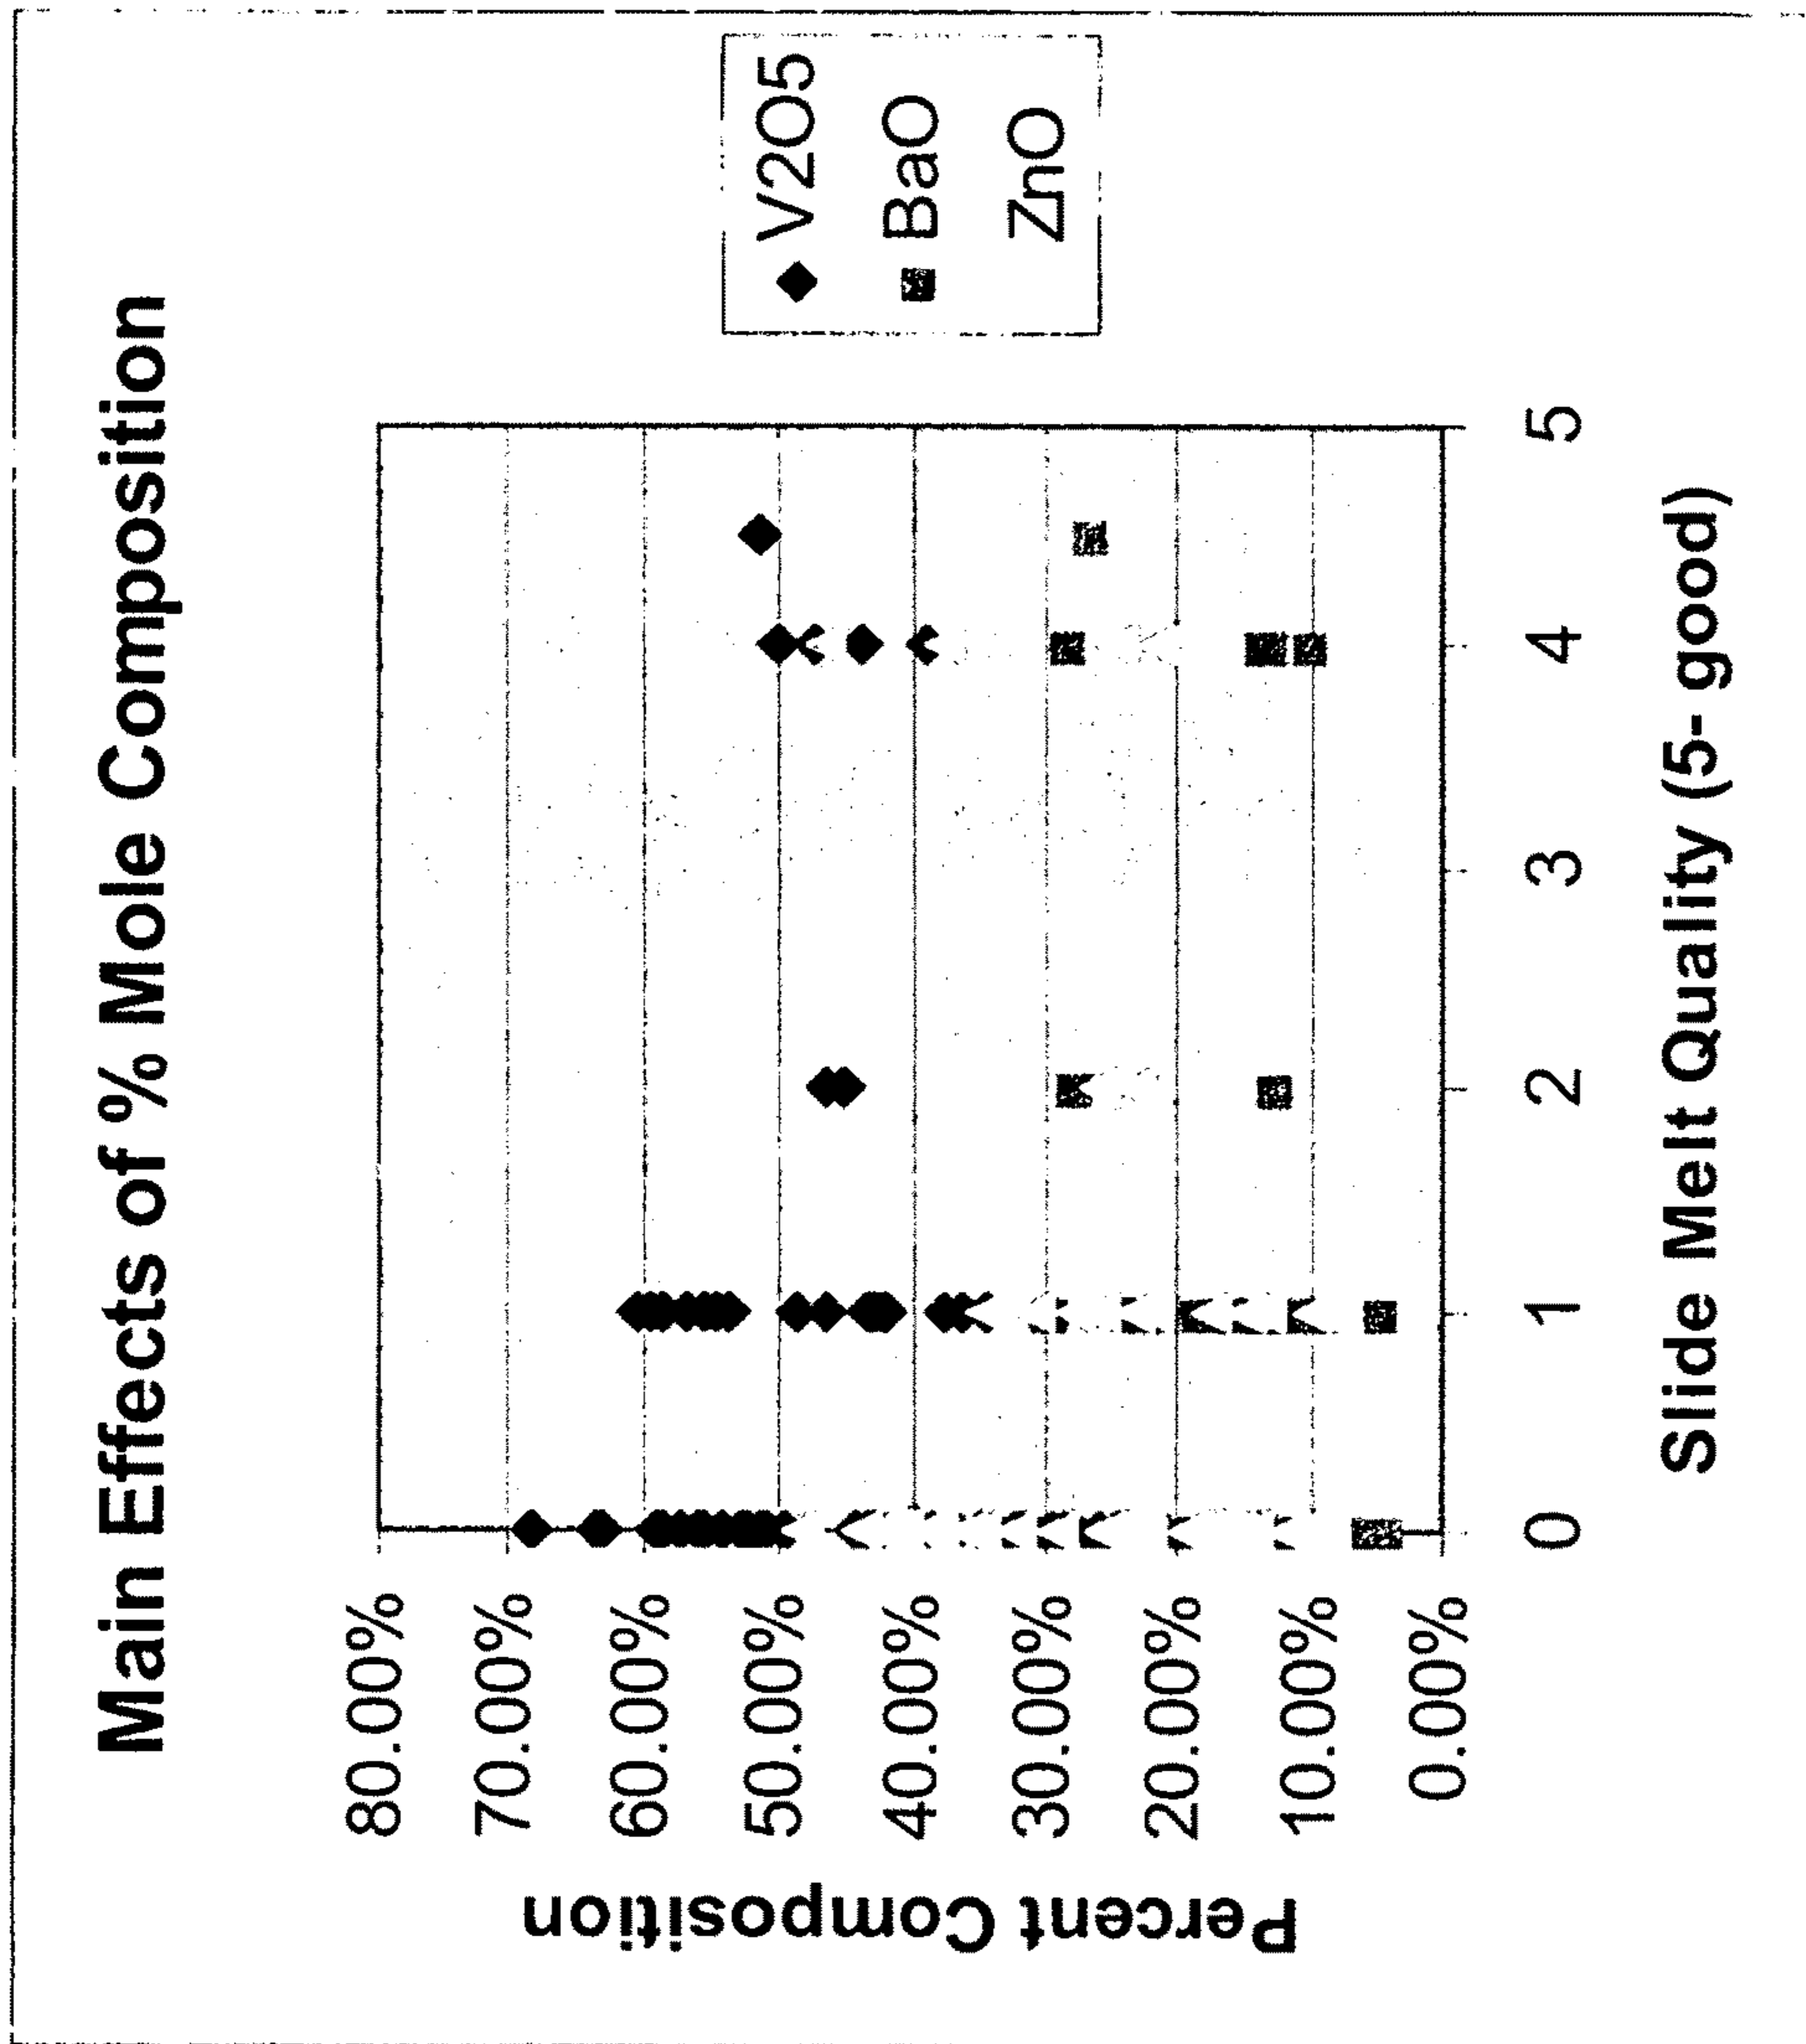 Main Effects of % Mole Composition
Percent Composition
80.00%
70.00%
60.00%
50.00%
40.00%
30.00%
20.00%
10.00%
0.00%
0
1
2
3
4
5
Slide Melt Quality (5- good)
V2O5
BaO
ZnO